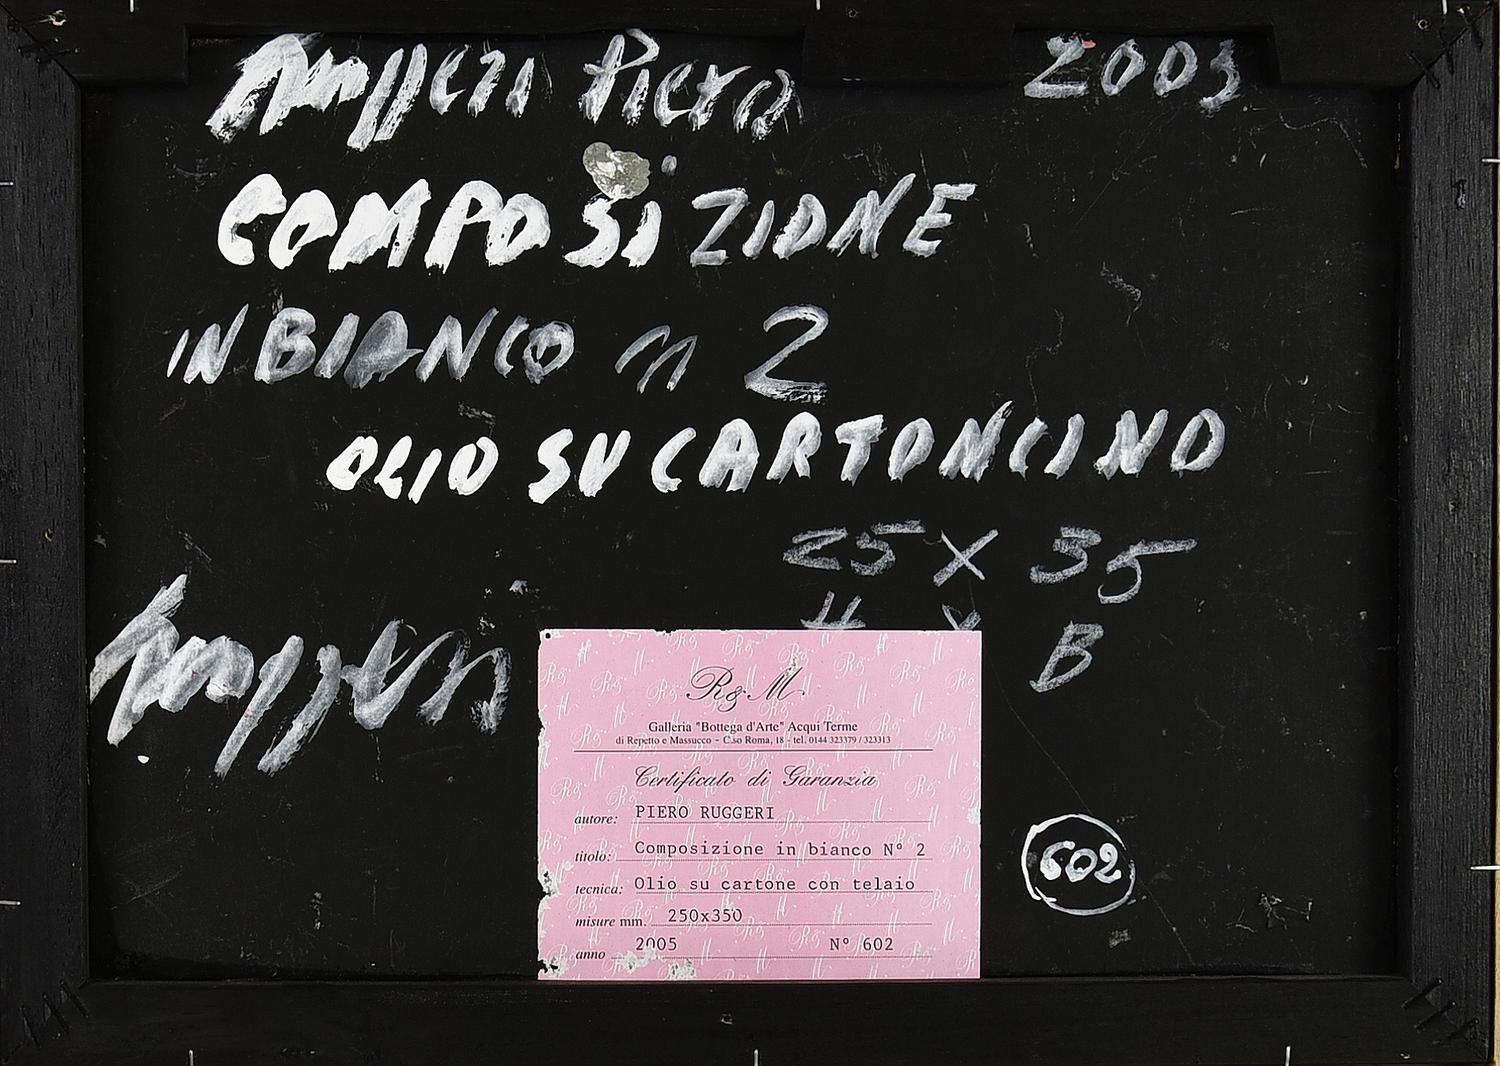 Ruggeri Piero 2005
COMPOSIZIONE
IN BIANCO n 2
OLIO SU CARTONCINO
25 X 35
H X B
Ruggeri
R&M
Galleria "Bottega d'Arte" Acqui Terme
di Repetto e Massucco - C.so Roma, 18 - tel. 0144 323379 / 323313
Certificato di Garanzia
autore: PIERO RUGGERI
titolo: Composizione in bianco N° 2
tecnica: Olio su cartone con telaio
misure mm. 250x350
anno 2005 N° 602
602